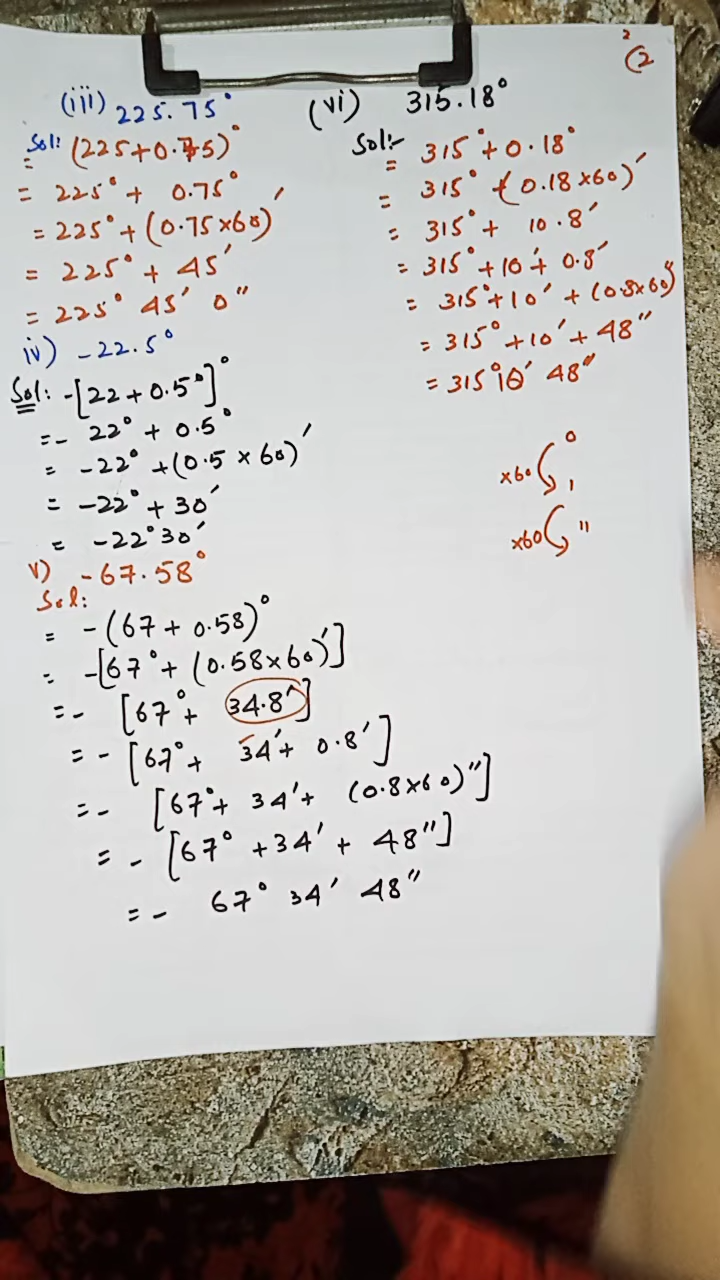 (2
2
(iii) 225.75°
Sol: (225+0.75)°
= 225° + 0.75°
= 225° + (0.75×60)′
= 225° + 45′
= 225° 45′ 0″
iv) -22.5°
Sol: -[22+0.5°]°
=- 22° + 0.5°
= -22° +(0.5 × 60)′
= -22° + 30′
= -22°30′
v) -67.58°
Sol:
= -(67+ 0.58)°
= -[67°+ (0.58×60)′]
=- [67°+ 34.8′]
=- [67°+ 34′+ 0.8′]
=- [67°+ 34′+ (0.8×60)″]
= - [67° +34′ + 48″]
=- 67° 34′ 48″
(vi) 315.18°
Sol:-
= 315°+0.18°
= 315° +(0.18×60)′
= 315° + 10.8′
= 315°+10′+ 0.8′
= 315°+10′ + (0.8×60)″
= 315°+10′+ 48″
= 315°10′ 48″
×60 ° ′
×60 ″